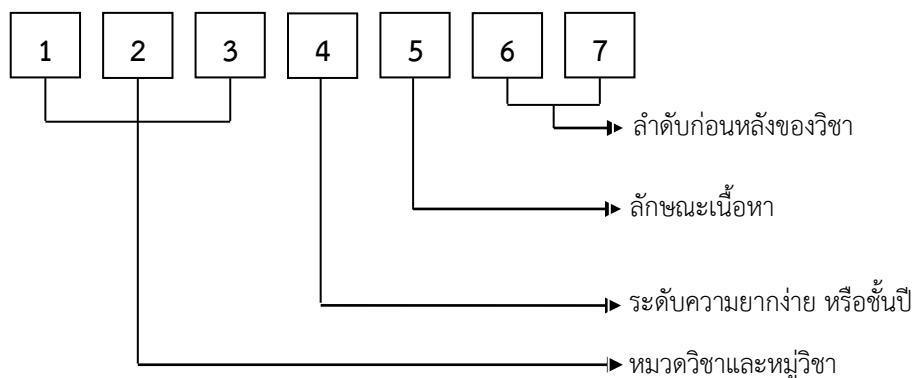 1 2 3 4 5 6 7
ลำดับก่อนหลังของวิชา
ลักษณะเนื้อหา
ระดับความยากง่าย หรือชั้นปี
หมวดวิชาและหมู่วิชา